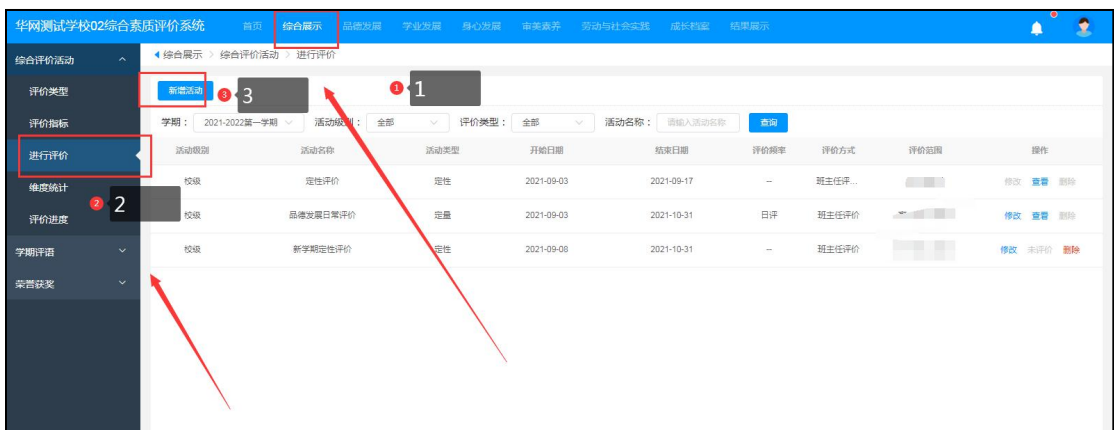 华网测试学校02综合素质评价系统 首页 综合展示 品德发展 学业发展 身心发展 审美素养 劳动与社会实践 成长档案 结果展示
综合评价活动 综合展示 > 综合评价活动 > 进行评价
评价类型 新增活动 3 3 1 1
评价指标 学期： 2021-2022第一学期 活动级别： 全部 评价类型： 全部 活动名称： 请输入活动名称 查询
进行评价 活动级别 活动名称 活动类型 开始日期 结束日期 评价频率 评价方式 评价范围 操作
维度统计 校级 定性评价 定性 2021-09-03 2021-09-17 -- 班主任评... 修改 查看 删除
2 2
评价进度 校级 品德发展日常评价 定量 2021-09-03 2021-10-31 日评 班主任评价 修改 查看 删除
学期评语 校级 新学期定性评价 定性 2021-09-08 2021-10-31 -- 班主任评价 修改 未评价 删除
荣誉获奖